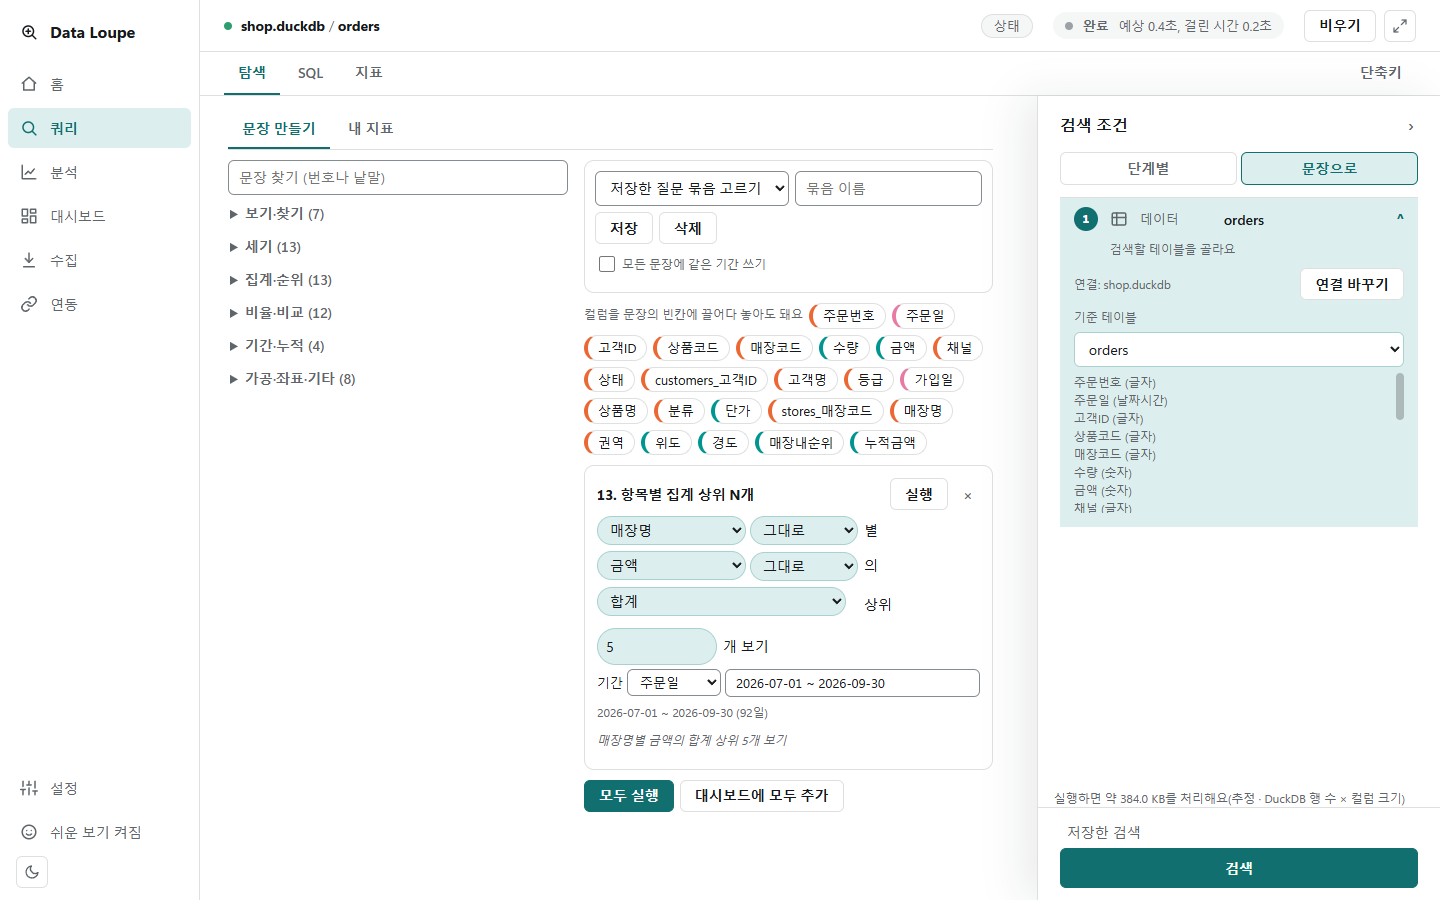 Data Loupe
홈
쿼리
분석
대시보드
수집
연동
설정
쉬운 보기 켜짐
shop.duckdb / orders
상태
완료 예상 0.4초, 걸린 시간 0.2초
비우기
탐색
SQL
지표
단축키
문장 만들기
내 지표
문장 찾기 (번호나 낱말)
▶ 보기·찾기 (7)
▶ 세기 (13)
▶ 집계·순위 (13)
▶ 비율·비교 (12)
▶ 기간·누적 (4)
▶ 가공·좌표·기타 (8)
저장한 질문 묶음 고르기
묶음 이름
저장
삭제
모든 문장에 같은 기간 쓰기
컬럼을 문장의 빈칸에 끌어다 놓아도 돼요 주문번호 주문일
고객ID 상품코드 매장코드 수량 금액 채널
상태 customers_고객ID 고객명 등급 가입일
상품명 분류 단가 stores_매장코드 매장명
권역 위도 경도 매장내순위 누적금액
13. 항목별 집계 상위 N개
실행
×
매장명 그대로 별
금액 그대로 의
합계 상위
5 개 보기
기간 주문일 2026-07-01 ~ 2026-09-30
2026-07-01 ~ 2026-09-30 (92일)
매장명별 금액의 합계 상위 5개 보기
모두 실행
대시보드에 모두 추가
검색 조건
›
단계별
문장으로
1 데이터 orders ^
검색할 테이블을 골라요
연결: shop.duckdb
연결 바꾸기
기준 테이블
orders
주문번호 (글자)
주문일 (날짜시간)
고객ID (글자)
상품코드 (글자)
매장코드 (글자)
수량 (숫자)
금액 (숫자)
채널 (글자)
실행하면 약 384.0 KB를 처리해요(추정 · DuckDB 행 수 × 컬럼 크기)
저장한 검색
검색